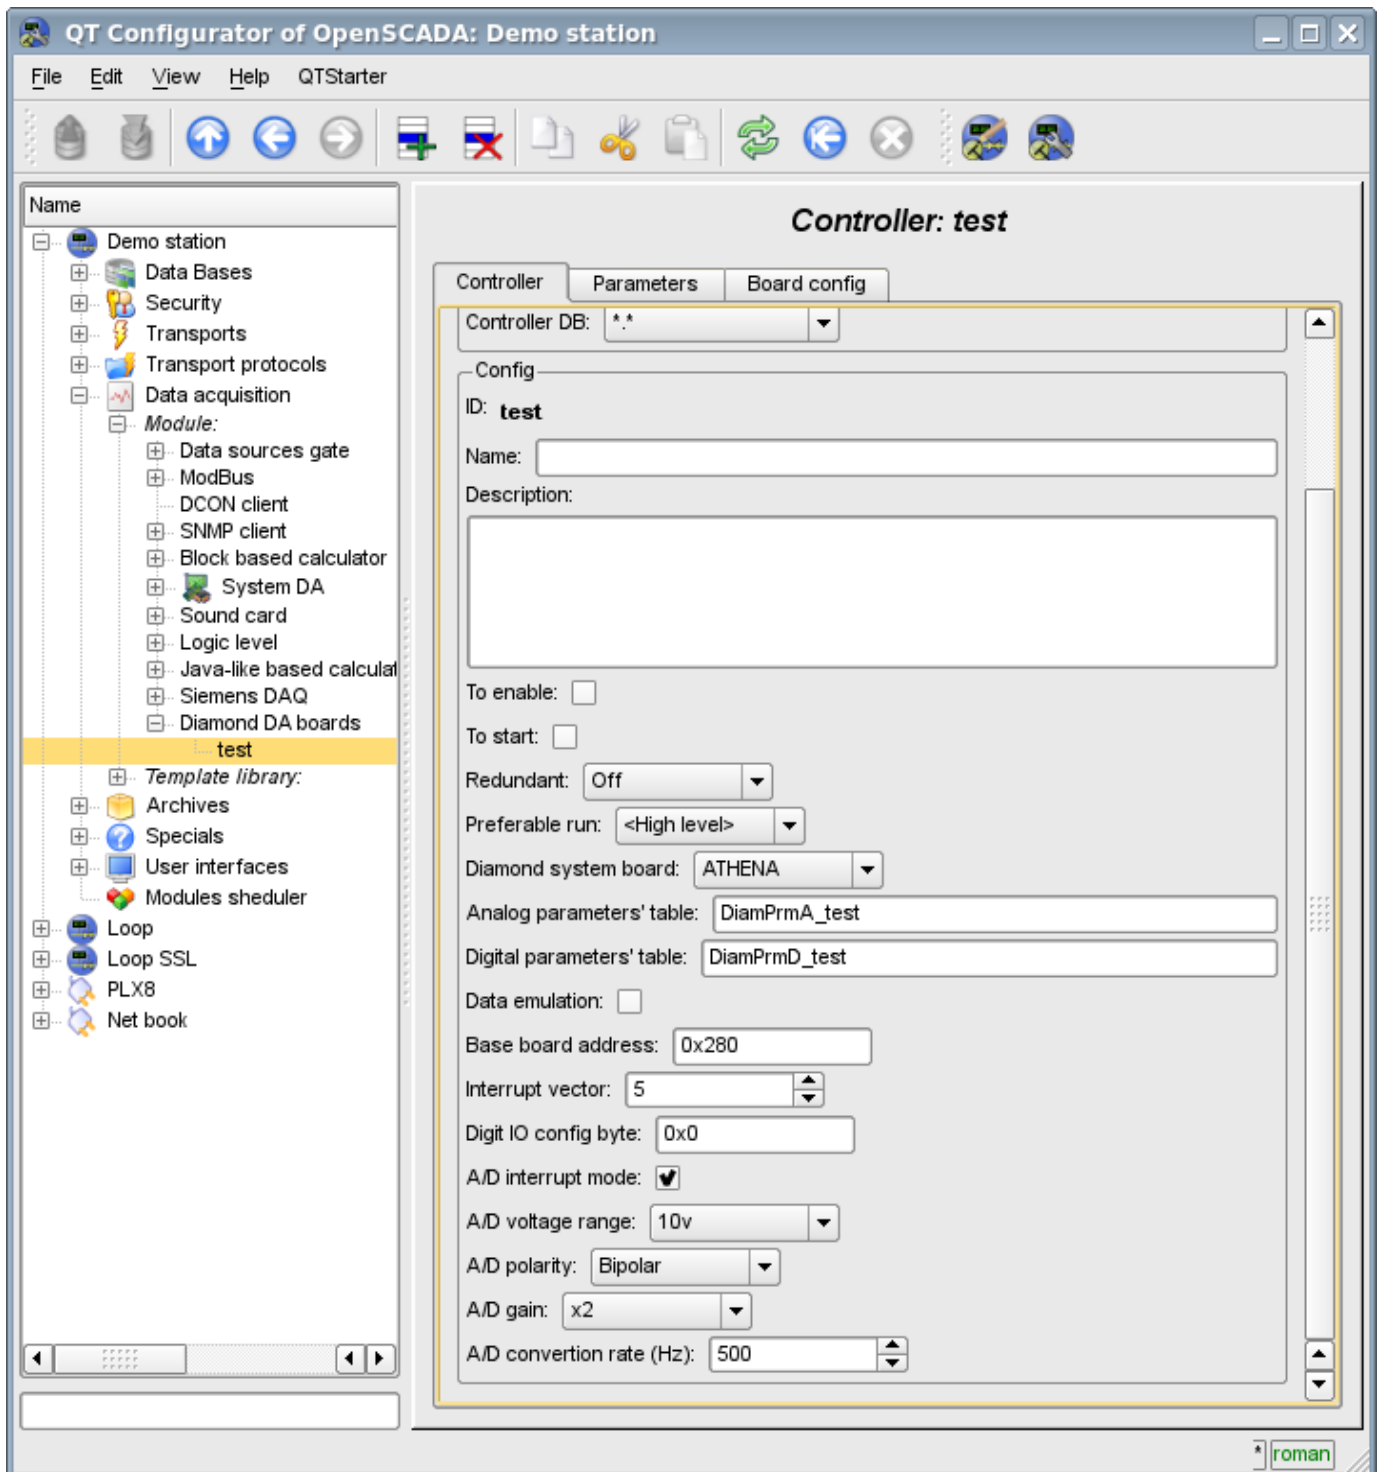 QT Configurator of OpenSCADA: Demo station
File Edit View Help QTStarter
Name
Demo station
Data Bases
Security
Transports
Transport protocols
Data acquisition
Module:
Data sources gate
ModBus
DCON client
SNMP client
Block based calculator
System DA
Sound card
Logic level
Java-like based calculat
Siemens DAQ
Diamond DA boards
test
Template library:
Archives
Specials
User interfaces
Modules sheduler
Loop
Loop SSL
PLX8
Net book
Controller: test
Controller Parameters Board config
Controller DB: *.*
Config
ID: test
Name:
Description:
To enable:
To start:
Redundant: Off
Preferable run: <High level>
Diamond system board: ATHENA
Analog parameters' table: DiamPrmA_test
Digital parameters' table: DiamPrmD_test
Data emulation:
Base board address: 0x280
Interrupt vector: 5
Digit IO config byte: 0x0
A/D interrupt mode:
A/D voltage range: 10v
A/D polarity: Bipolar
A/D gain: x2
A/D convertion rate (Hz): 500
* roman